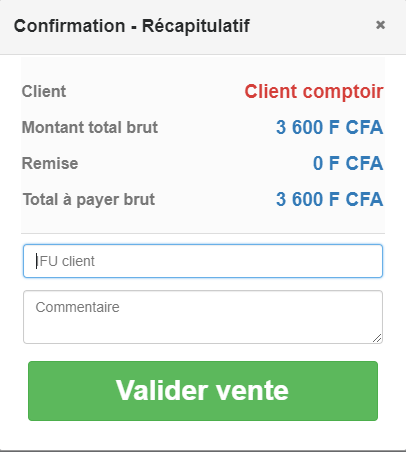 Confirmation - Récapitulatif ×
Client Client comptoir
Montant total brut 3 600 F CFA
Remise 0 F CFA
Total à payer brut 3 600 F CFA
IFU client
Commentaire
Valider vente